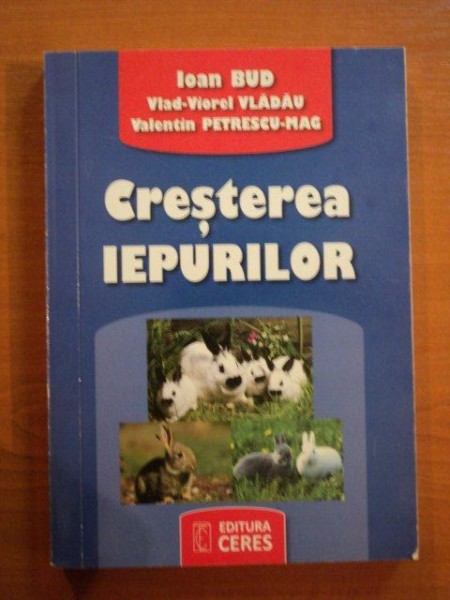 Ioan BUD
Vlad-Viorel VLĂDĂU
Valentin PETRESCU-MAG
Creșterea
IEPURILOR
EDITURA
CERES